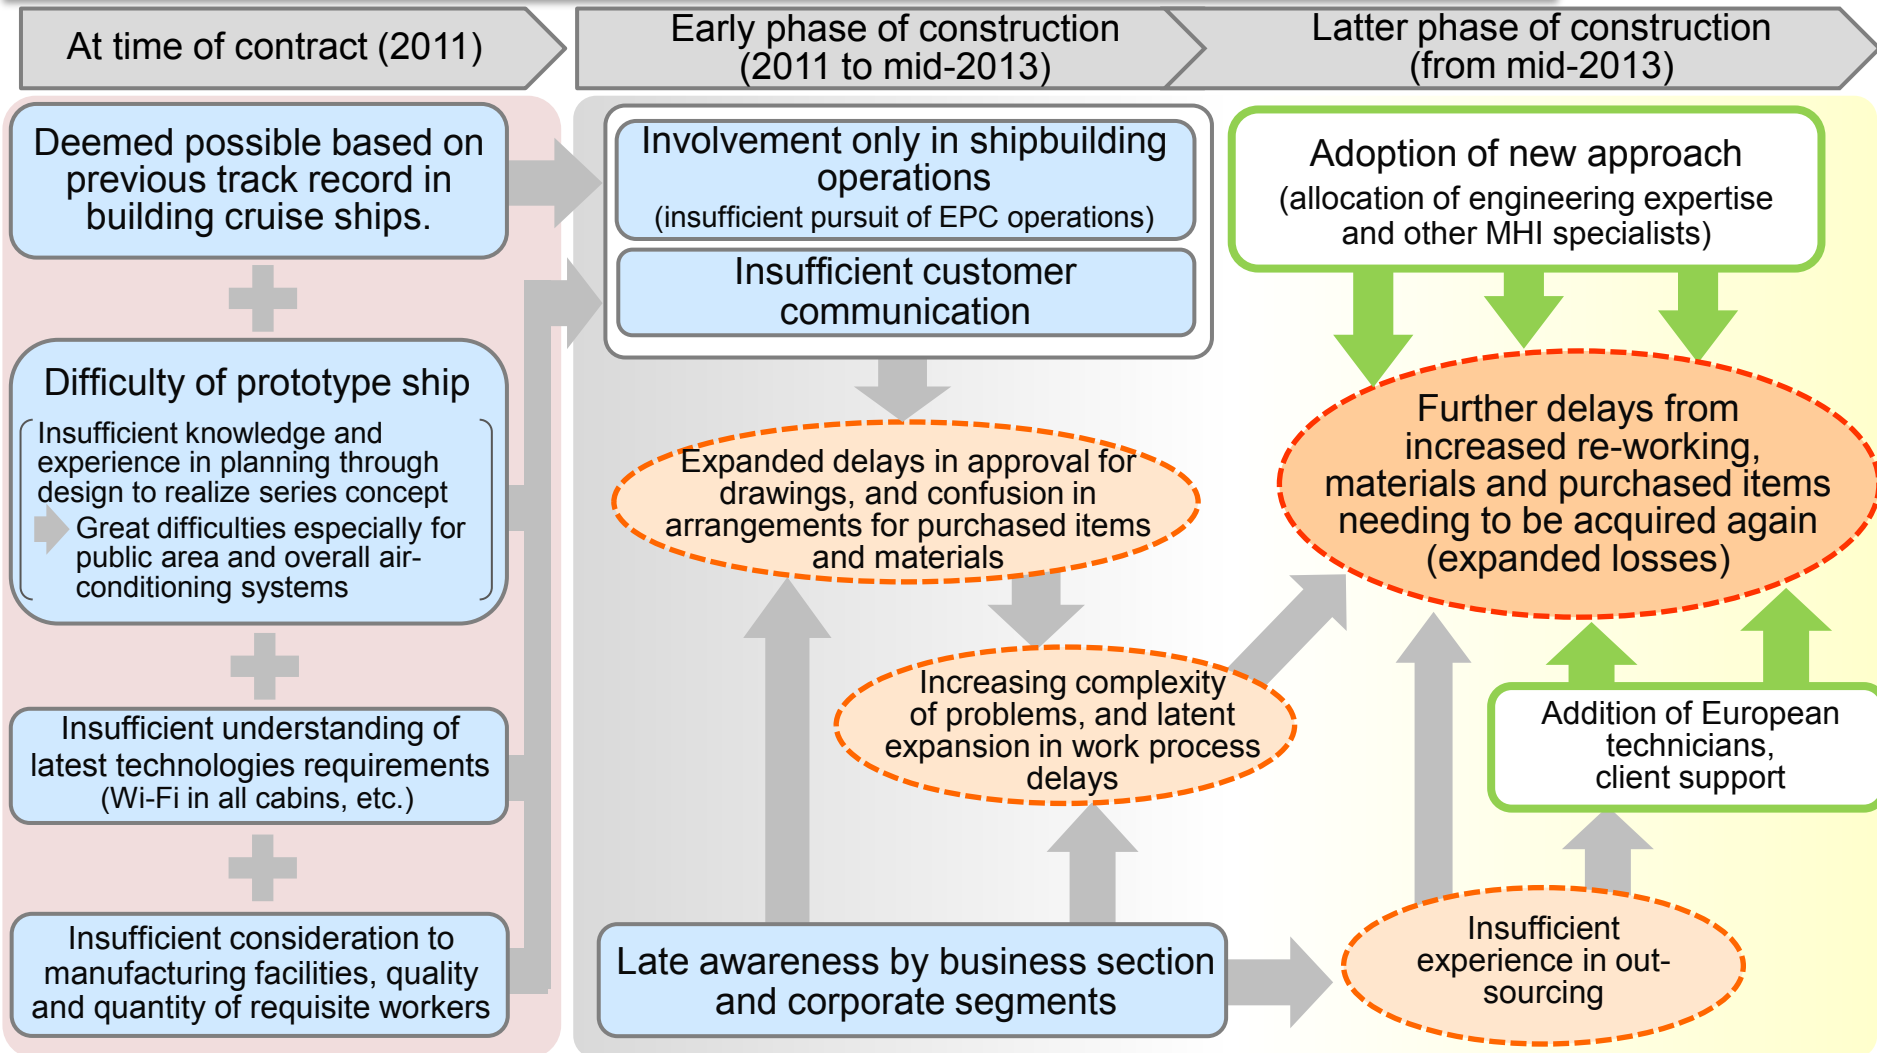 At time of contract (2011)
Early phase of construction
(2011 to mid-2013)
Latter phase of construction
(from mid-2013)
Deemed possible based on
previous track record in
building cruise ships.
Difficulty of prototype ship
Insufficient knowledge and
experience in planning through
design to realize series concept
Great difficulties especially for
public area and overall air-
conditioning systems
Insufficient understanding of
latest technologies requirements
(Wi-Fi in all cabins, etc.)
Insufficient consideration to
manufacturing facilities, quality
and quantity of requisite workers
Involvement only in shipbuilding
operations
(insufficient pursuit of EPC operations)
Insufficient customer
communication
Expanded delays in approval for
drawings, and confusion in
arrangements for purchased items
and materials
Increasing complexity
of problems, and latent
expansion in work process
delays
Late awareness by business section
and corporate segments
Adoption of new approach
(allocation of engineering expertise
and other MHI specialists)
Further delays from
increased re-working,
materials and purchased items
needing to be acquired again
(expanded losses)
Addition of European
technicians,
client support
Insufficient
experience in out-
sourcing